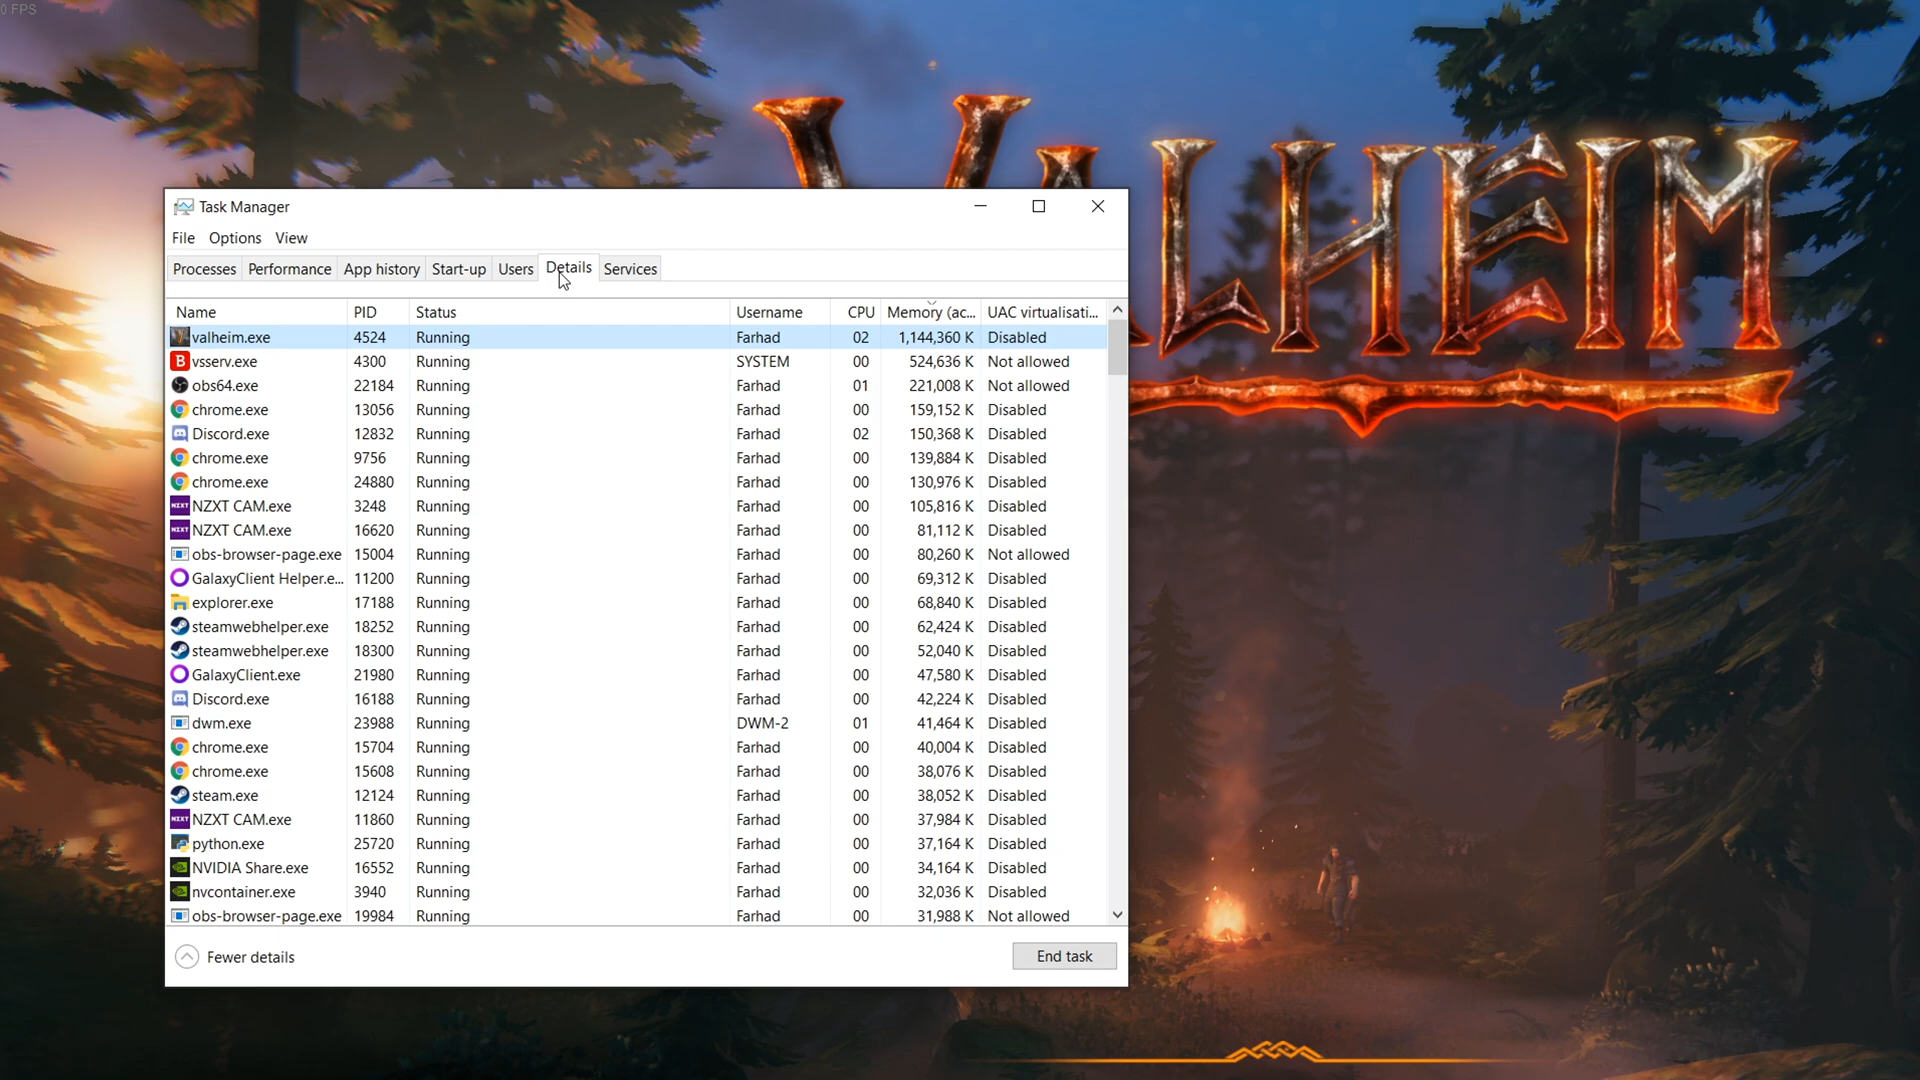 0 FPS
VALHEIM
Task Manager
File Options View
Processes Performance App history Start-up Users Details Services
Name PID Status Username CPU Memory (ac... UAC virtualisati...
valheim.exe 4524 Running Farhad 02 1,144,360 K Disabled
B vsserv.exe 4300 Running SYSTEM 00 524,636 K Not allowed
obs64.exe 22184 Running Farhad 01 221,008 K Not allowed
chrome.exe 13056 Running Farhad 00 159,152 K Disabled
Discord.exe 12832 Running Farhad 02 150,368 K Disabled
chrome.exe 9756 Running Farhad 00 139,884 K Disabled
chrome.exe 24880 Running Farhad 00 130,976 K Disabled
NZXT NZXT CAM.exe 3248 Running Farhad 00 105,816 K Disabled
NZXT NZXT CAM.exe 16620 Running Farhad 00 81,112 K Disabled
obs-browser-page.exe 15004 Running Farhad 00 80,260 K Not allowed
GalaxyClient Helper.e... 11200 Running Farhad 00 69,312 K Disabled
explorer.exe 17188 Running Farhad 00 68,840 K Disabled
steamwebhelper.exe 18252 Running Farhad 00 62,424 K Disabled
steamwebhelper.exe 18300 Running Farhad 00 52,040 K Disabled
GalaxyClient.exe 21980 Running Farhad 00 47,580 K Disabled
Discord.exe 16188 Running Farhad 00 42,224 K Disabled
dwm.exe 23988 Running DWM-2 01 41,464 K Disabled
chrome.exe 15704 Running Farhad 00 40,004 K Disabled
chrome.exe 15608 Running Farhad 00 38,076 K Disabled
steam.exe 12124 Running Farhad 00 38,052 K Disabled
NZXT NZXT CAM.exe 11860 Running Farhad 00 37,984 K Disabled
python.exe 25720 Running Farhad 00 37,164 K Disabled
NVIDIA Share.exe 16552 Running Farhad 00 34,164 K Disabled
nvcontainer.exe 3940 Running Farhad 00 32,036 K Disabled
obs-browser-page.exe 19984 Running Farhad 00 31,988 K Not allowed
Fewer details
End task